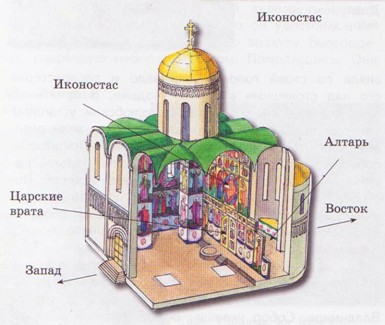 Иконостас
Иконостас
Алтарь
Царские
врата
Восток
Запад